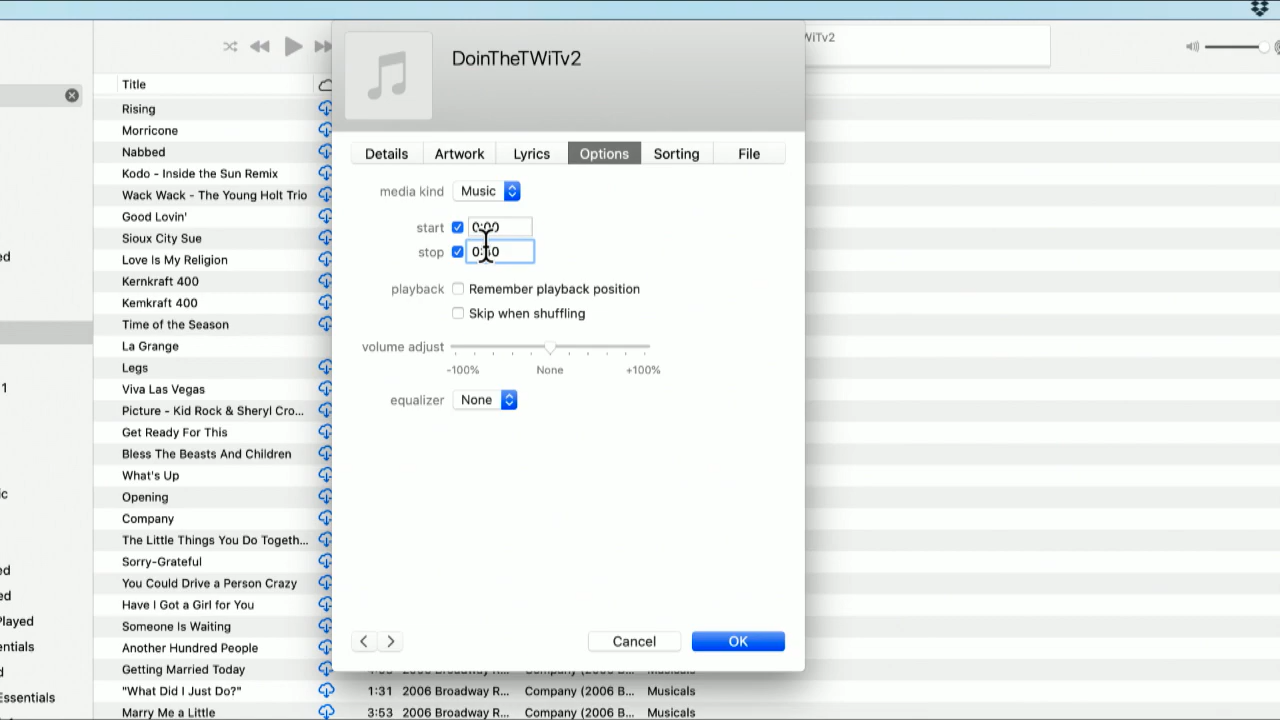 WiTv2
DoinTheTWiTv2
Title
Details Artwork Lyrics Options Sorting File
Rising
Morricone
Nabbed
Kodo - Inside the Sun Remix
Wack Wack - The Young Holt Trio
Good Lovin'
Sioux City Sue
Love Is My Religion
Kernkraft 400
Kemkraft 400
Time of the Season
La Grange
Legs
Viva Las Vegas
Picture - Kid Rock & Sheryl Cro...
Get Ready For This
Bless The Beasts And Children
What's Up
Opening
Company
The Little Things You Do Togeth...
Sorry-Grateful
You Could Drive a Person Crazy
Have I Got a Girl for You
Someone Is Waiting
Another Hundred People
Getting Married Today
"What Did I Just Do?" 1:31 2006 Broadway R... Company (2006 B... Musicals
Marry Me a Little 3:53 2006 Broadway R... Company (2006 B... Musicals
media kind Music
start 0:00
stop
playback Remember playback position
Skip when shuffling
volume adjust
-100% None +100%
equalizer None
Cancel OK
ed
1
ic
ed
ed
Played
entials
d
Essentials